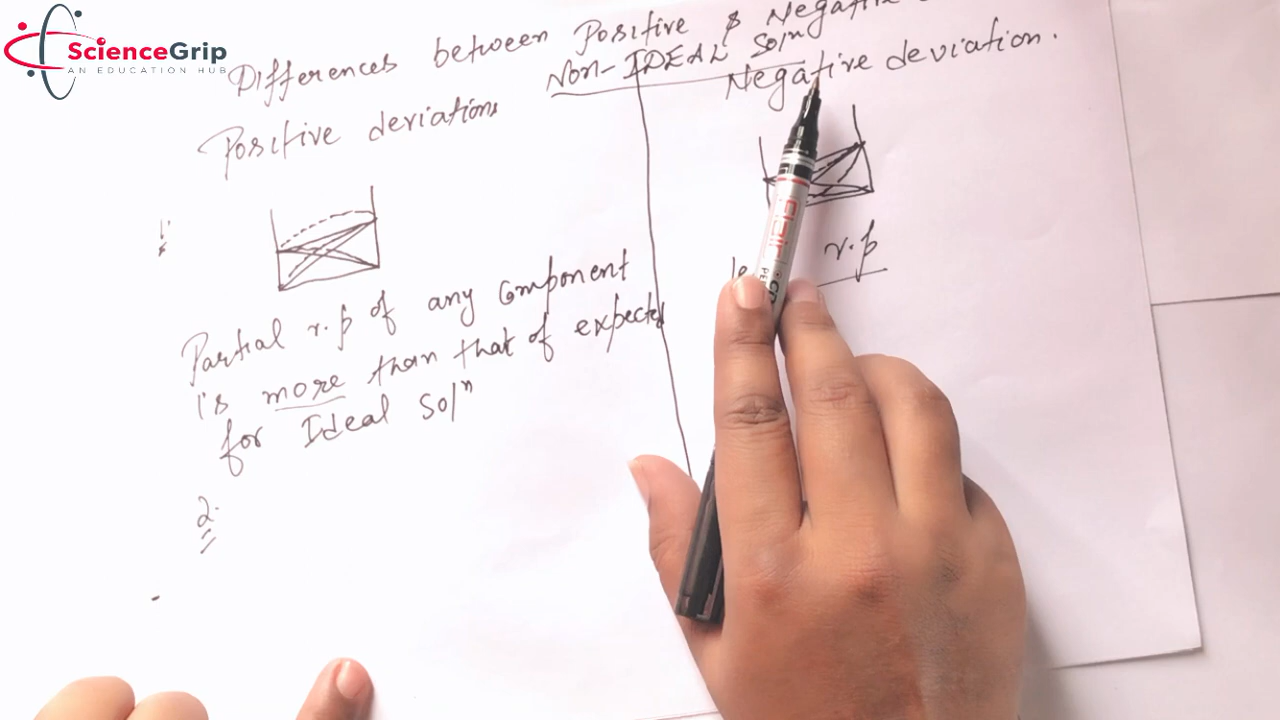 ScienceGrip
AN EDUCATION HUB
Differences between Positive & Negative
NON-IDEAL Solⁿ
Positive deviations
Negative deviation.
1.
v.p
Partial v.p of any component
is more than that of expected
for Ideal Solⁿ
2.